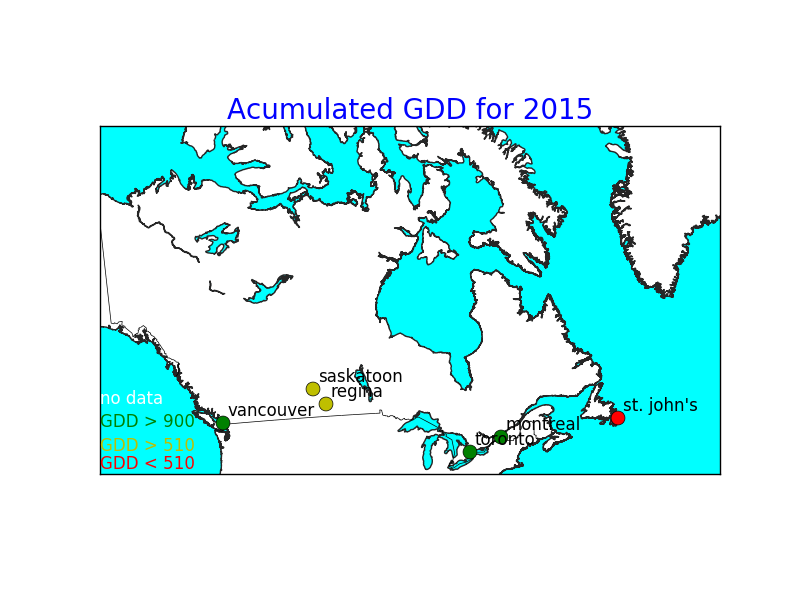 Acumulated GDD for 2015
saskatoon
regina
no data
vancouver
st. john's
GDD > 900
montreal
toronto
GDD > 510
GDD < 510